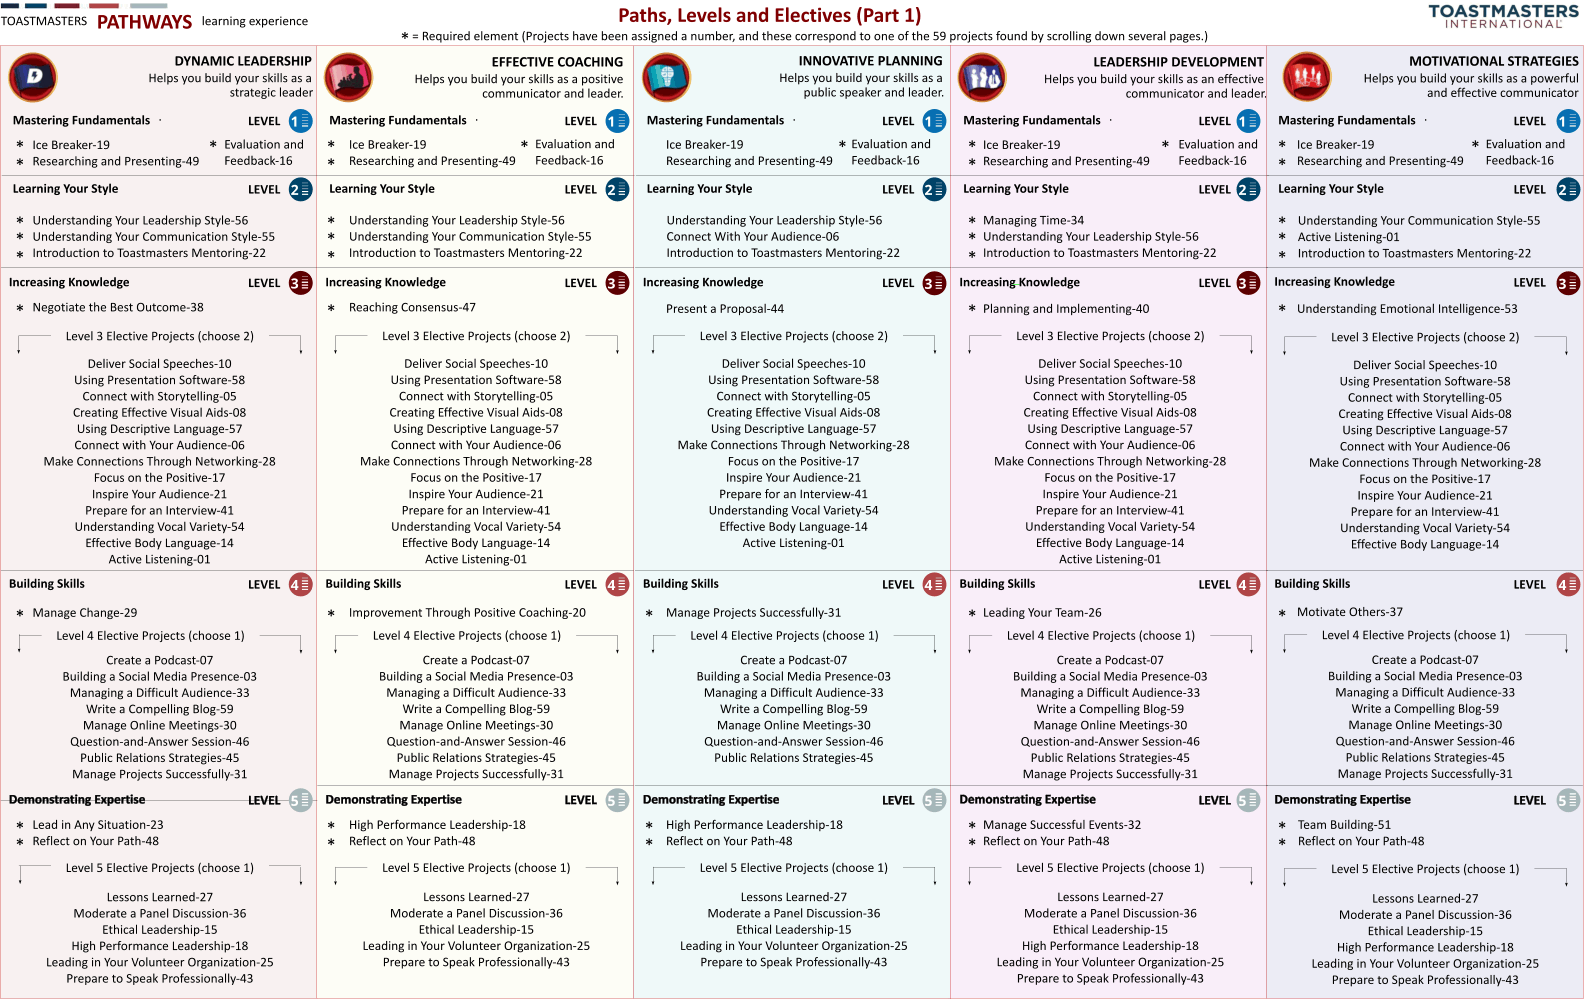 TOASTMASTERS PATHWAYS learning experience
Paths, Levels and Electives (Part 1)
* = Required element (Projects have been assigned a number, and these correspond to one of the 59 projects found by scrolling down several pages.)
TOASTMASTERS
INTERNATIONAL
DYNAMIC LEADERSHIP
Helps you build your skills as a
strategic leader
Mastering Fundamentals LEVEL 1
* Ice Breaker-19
* Researching and Presenting-49
* Evaluation and
Feedback-16
Learning Your Style LEVEL 2
* Understanding Your Leadership Style-56
* Understanding Your Communication Style-55
* Introduction to Toastmasters Mentoring-22
Increasing Knowledge LEVEL 3
* Negotiate the Best Outcome-38
Level 3 Elective Projects (choose 2)
Deliver Social Speeches-10
Using Presentation Software-58
Connect with Storytelling-05
Creating Effective Visual Aids-08
Using Descriptive Language-57
Connect with Your Audience-06
Make Connections Through Networking-28
Focus on the Positive-17
Inspire Your Audience-21
Prepare for an Interview-41
Understanding Vocal Variety-54
Effective Body Language-14
Active Listening-01
Building Skills LEVEL 4
* Manage Change-29
Level 4 Elective Projects (choose 1)
Create a Podcast-07
Building a Social Media Presence-03
Managing a Difficult Audience-33
Write a Compelling Blog-59
Manage Online Meetings-30
Question-and-Answer Session-46
Public Relations Strategies-45
Manage Projects Successfully-31
Demonstrating Expertise LEVEL 5
* Lead in Any Situation-23
* Reflect on Your Path-48
Level 5 Elective Projects (choose 1)
Lessons Learned-27
Moderate a Panel Discussion-36
Ethical Leadership-15
High Performance Leadership-18
Leading in Your Volunteer Organization-25
Prepare to Speak Professionally-43
EFFECTIVE COACHING
Helps you build your skills as a positive
communicator and leader.
Mastering Fundamentals LEVEL 1
* Ice Breaker-19
* Researching and Presenting-49
* Evaluation and
Feedback-16
Learning Your Style LEVEL 2
* Understanding Your Leadership Style-56
* Understanding Your Communication Style-55
* Introduction to Toastmasters Mentoring-22
Increasing Knowledge LEVEL 3
* Reaching Consensus-47
Level 3 Elective Projects (choose 2)
Deliver Social Speeches-10
Using Presentation Software-58
Connect with Storytelling-05
Creating Effective Visual Aids-08
Using Descriptive Language-57
Connect with Your Audience-06
Make Connections Through Networking-28
Focus on the Positive-17
Inspire Your Audience-21
Prepare for an Interview-41
Understanding Vocal Variety-54
Effective Body Language-14
Active Listening-01
Building Skills LEVEL 4
* Improvement Through Positive Coaching-20
Level 4 Elective Projects (choose 1)
Create a Podcast-07
Building a Social Media Presence-03
Managing a Difficult Audience-33
Write a Compelling Blog-59
Manage Online Meetings-30
Question-and-Answer Session-46
Public Relations Strategies-45
Manage Projects Successfully-31
Demonstrating Expertise LEVEL 5
* High Performance Leadership-18
* Reflect on Your Path-48
Level 5 Elective Projects (choose 1)
Lessons Learned-27
Moderate a Panel Discussion-36
Ethical Leadership-15
Leading in Your Volunteer Organization-25
Prepare to Speak Professionally-43
INNOVATIVE PLANNING
Helps you build your skills as a
public speaker and leader.
Mastering Fundamentals LEVEL 1
Ice Breaker-19
Researching and Presenting-49
* Evaluation and
Feedback-16
Learning Your Style LEVEL 2
Understanding Your Leadership Style-56
Connect With Your Audience-06
Introduction to Toastmasters Mentoring-22
Increasing Knowledge LEVEL 3
Present a Proposal-44
Level 3 Elective Projects (choose 2)
Deliver Social Speeches-10
Using Presentation Software-58
Connect with Storytelling-05
Creating Effective Visual Aids-08
Using Descriptive Language-57
Make Connections Through Networking-28
Focus on the Positive-17
Inspire Your Audience-21
Prepare for an Interview-41
Understanding Vocal Variety-54
Effective Body Language-14
Active Listening-01
Building Skills LEVEL 4
* Manage Projects Successfully-31
Level 4 Elective Projects (choose 1)
Create a Podcast-07
Building a Social Media Presence-03
Managing a Difficult Audience-33
Write a Compelling Blog-59
Manage Online Meetings-30
Question-and-Answer Session-46
Public Relations Strategies-45
Demonstrating Expertise LEVEL 5
* High Performance Leadership-18
* Reflect on Your Path-48
Level 5 Elective Projects (choose 1)
Lessons Learned-27
Moderate a Panel Discussion-36
Ethical Leadership-15
Leading in Your Volunteer Organization-25
Prepare to Speak Professionally-43
LEADERSHIP DEVELOPMENT
Helps you build your skills as an effective
communicator and leader.
Mastering Fundamentals LEVEL 1
* Ice Breaker-19
* Researching and Presenting-49
* Evaluation and
Feedback-16
Learning Your Style LEVEL 2
* Managing Time-34
* Understanding Your Leadership Style-56
* Introduction to Toastmasters Mentoring-22
Increasing Knowledge LEVEL 3
* Planning and Implementing-40
Level 3 Elective Projects (choose 2)
Deliver Social Speeches-10
Using Presentation Software-58
Connect with Storytelling-05
Creating Effective Visual Aids-08
Using Descriptive Language-57
Connect with Your Audience-06
Make Connections Through Networking-28
Focus on the Positive-17
Inspire Your Audience-21
Prepare for an Interview-41
Understanding Vocal Variety-54
Effective Body Language-14
Active Listening-01
Building Skills LEVEL 4
* Leading Your Team-26
Level 4 Elective Projects (choose 1)
Create a Podcast-07
Building a Social Media Presence-03
Managing a Difficult Audience-33
Write a Compelling Blog-59
Manage Online Meetings-30
Question-and-Answer Session-46
Public Relations Strategies-45
Manage Projects Successfully-31
Demonstrating Expertise LEVEL 5
* Manage Successful Events-32
* Reflect on Your Path-48
Level 5 Elective Projects (choose 1)
Lessons Learned-27
Moderate a Panel Discussion-36
Ethical Leadership-15
High Performance Leadership-18
Leading in Your Volunteer Organization-25
Prepare to Speak Professionally-43
MOTIVATIONAL STRATEGIES
Helps you build your skills as a powerful
and effective communicator
Mastering Fundamentals LEVEL 1
* Ice Breaker-19
* Researching and Presenting-49
* Evaluation and
Feedback-16
Learning Your Style LEVEL 2
* Understanding Your Communication Style-55
* Active Listening-01
* Introduction to Toastmasters Mentoring-22
Increasing Knowledge LEVEL 3
* Understanding Emotional Intelligence-53
Level 3 Elective Projects (choose 2)
Deliver Social Speeches-10
Using Presentation Software-58
Connect with Storytelling-05
Creating Effective Visual Aids-08
Using Descriptive Language-57
Connect with Your Audience-06
Make Connections Through Networking-28
Focus on the Positive-17
Inspire Your Audience-21
Prepare for an Interview-41
Understanding Vocal Variety-54
Effective Body Language-14
Building Skills LEVEL 4
* Motivate Others-37
Level 4 Elective Projects (choose 1)
Create a Podcast-07
Building a Social Media Presence-03
Managing a Difficult Audience-33
Write a Compelling Blog-59
Manage Online Meetings-30
Question-and-Answer Session-46
Public Relations Strategies-45
Manage Projects Successfully-31
Demonstrating Expertise LEVEL 5
* Team Building-51
* Reflect on Your Path-48
Level 5 Elective Projects (choose 1)
Lessons Learned-27
Moderate a Panel Discussion-36
Ethical Leadership-15
High Performance Leadership-18
Leading in Your Volunteer Organization-25
Prepare to Speak Professionally-43